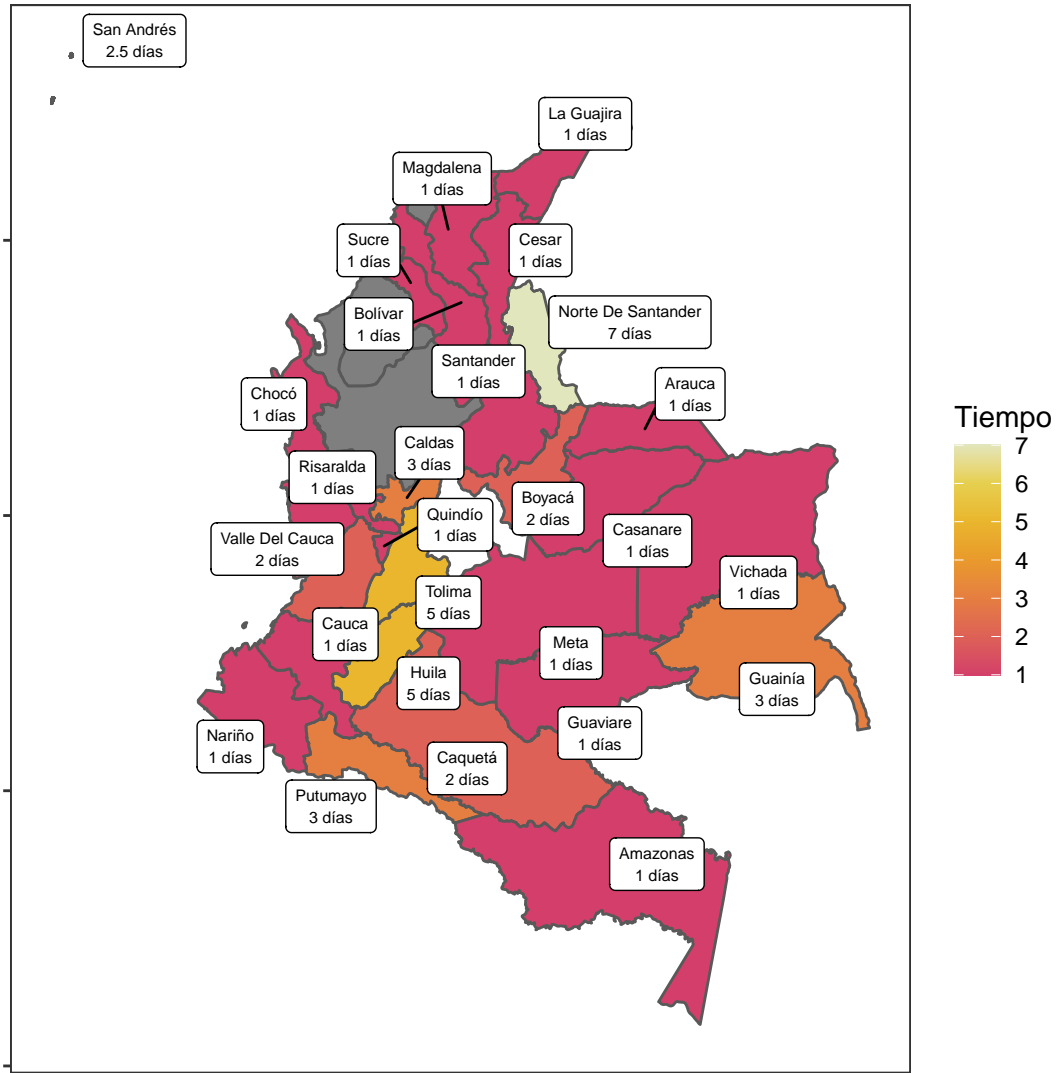 San Andrés
2.5 días
La Guajira
1 días
Magdalena
1 días
Sucre
1 días
Cesar
1 días
Bolívar
1 días
Norte De Santander
7 días
Santander
1 días
Arauca
1 días
Chocó
1 días
Caldas
3 días
Risaralda
1 días
Boyacá
2 días
Quindío
1 días
Casanare
1 días
Valle Del Cauca
2 días
Vichada
1 días
Tolima
5 días
Cauca
1 días
Meta
1 días
Huila
5 días
Guainía
3 días
Guaviare
1 días
Nariño
1 días
Caquetá
2 días
Putumayo
3 días
Amazonas
1 días
Tiempo
7
6
5
4
3
2
1